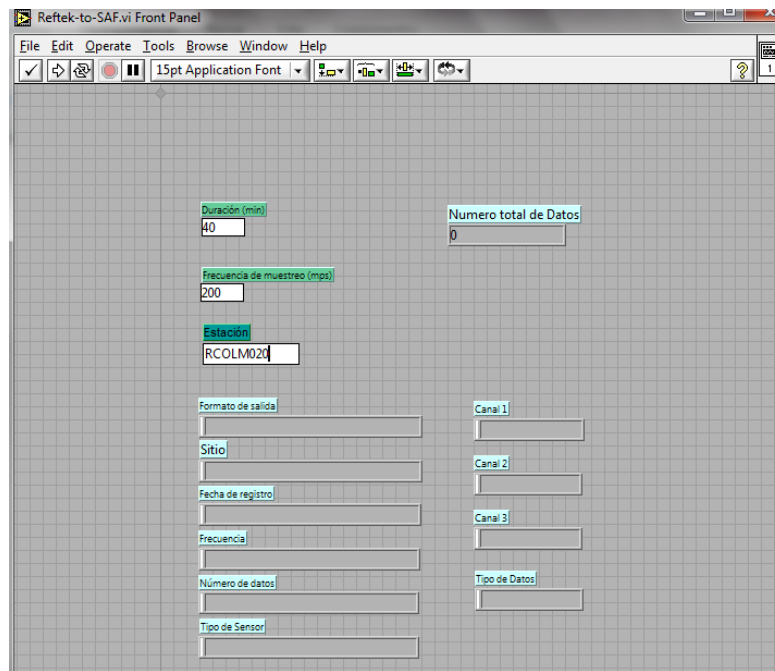 Reftek-to-SAF.vi Front Panel
File Edit Operate Tools Browse Window Help
15pt Application Font
? 1
Duración (min)
40
Numero total de Datos
0
Frecuencia de muestreo (mps)
200
Estación
RCOLM020
Formato de salida
Canal 1
Sitio
Canal 2
Fecha de registro
Canal 3
Frecuencia
Número de datos
Tipo de Datos
Tipo de Sensor